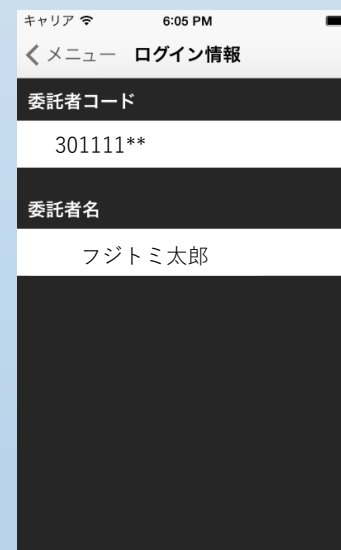 キャリア 6:05 PM
メニュー ログイン情報
委託者コード
301111**
委託者名
フジトミ太郎